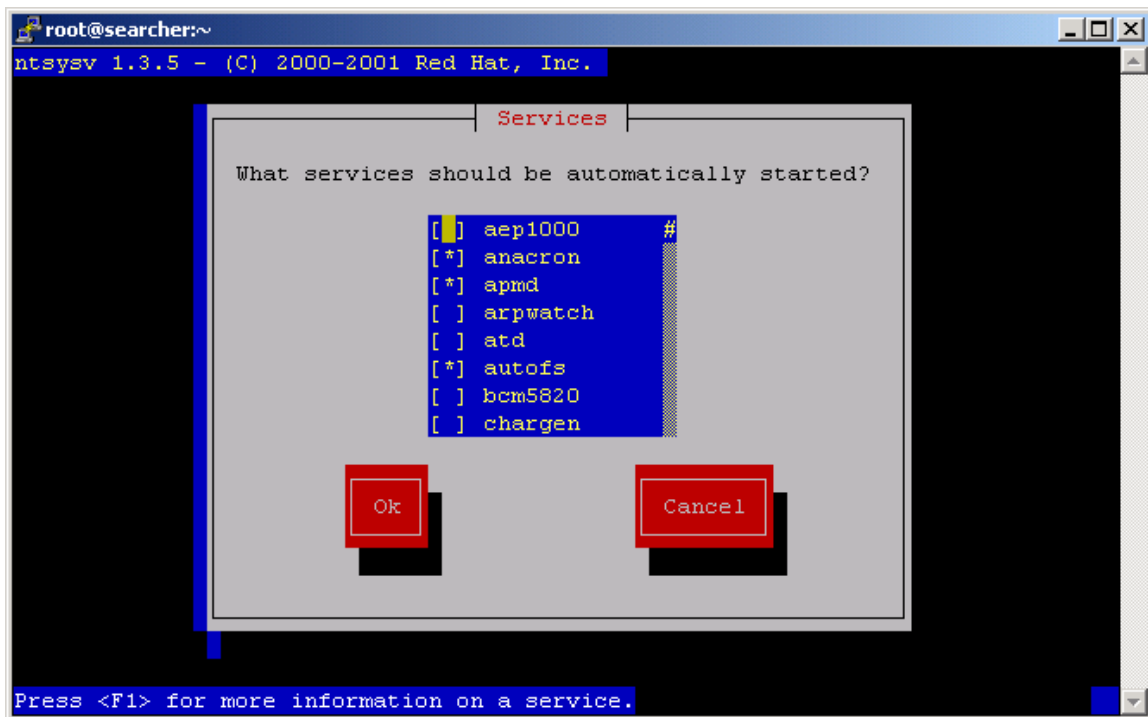 root@searcher:~
ntsysv 1.3.5 - (C) 2000-2001 Red Hat, Inc.
Services
What services should be automatically started?
[ ] aep1000 #
[*] anacron
[*] apmd
[ ] arpwatch
[ ] atd
[*] autofs
[ ] bcm5820
[ ] chargen
Ok Cancel
Press <F1> for more information on a service.